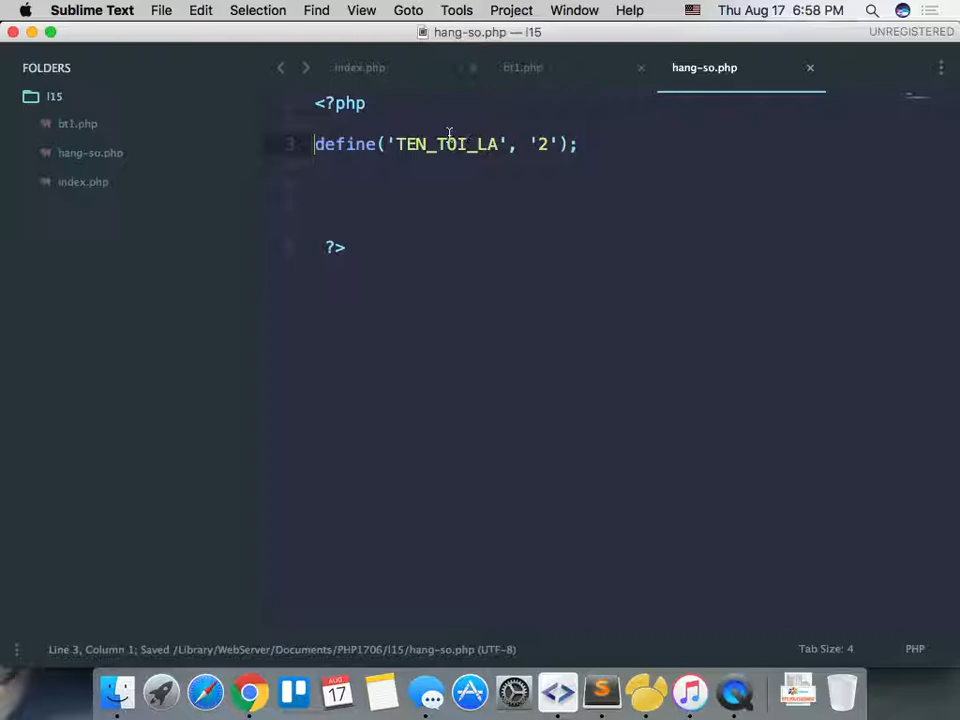 Sublime Text File Edit Selection Find View Goto Tools Project Window Help Thu Aug 17 6:58 PM
hang-so.php — l15 UNREGISTERED
FOLDERS
l15
bt1.php
hang-so.php
index.php
index.php bt1.php hang-so.php
<?php
3 define('TEN_TOI_LA', '2');
?>
Line 3, Column 1; Saved /Library/WebServer/Documents/PHP1706/l15/hang-so.php (UTF-8) Tab Size: 4 PHP
AUG
17